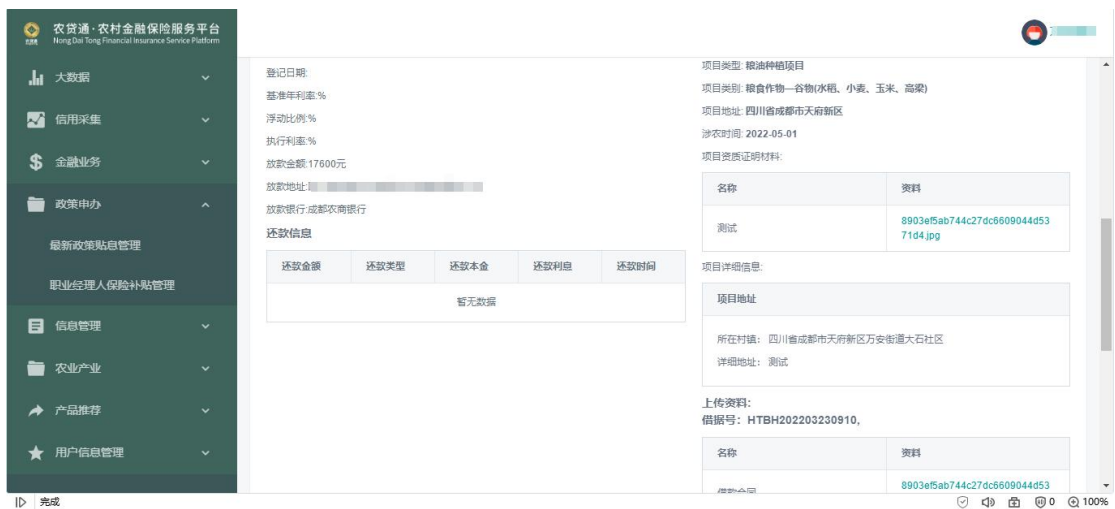 农贷通·农村金融保险服务平台
Nong Dai Tong Financial Insurance Service Platform
大数据
信用采集
金融业务
政策申办
最新政策贴息管理
职业经理人保险补贴管理
信息管理
农业产业
产品推荐
用户信息管理
登记日期:
基准年利率:%
浮动比例:%
执行利率:%
放款金额:17600元
放款地址:
放款银行:成都农商银行
还款信息
还款金额 还款类型 还款本金 还款利息 还款时间
暂无数据
项目类型: 粮油种植项目
项目类别: 粮食作物—谷物(水稻、小麦、玉米、高粱)
项目地址: 四川省成都市天府新区
涉农时间: 2022-05-01
项目资质证明材料:
名称 资料
测试 8903ef5ab744c27dc6609044d53
71d4.jpg
项目详细信息:
项目地址
所在村镇: 四川省成都市天府新区万安街道大石社区
详细地址: 测试
上传资料:
借据号: HTBH202203230910,
名称 资料
借款合同 8903ef5ab744c27dc6609044d53
完成
0
100%